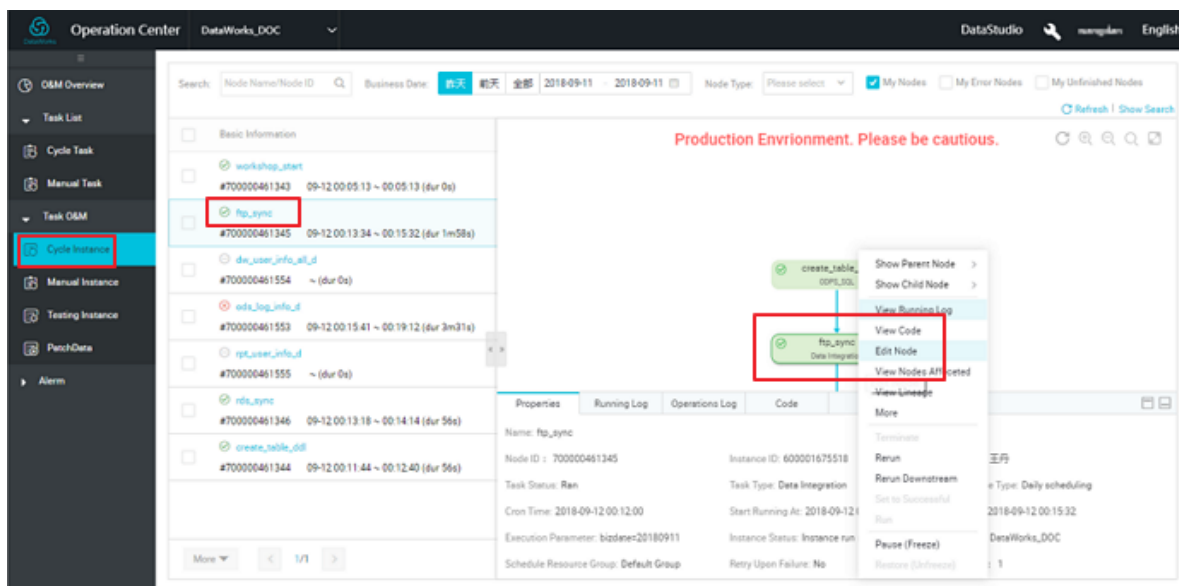 DataWorks
Operation Center DataWorks_DOC DataStudio English
O&M Overview
Task List
Cycle Task
Manual Task
Task O&M
Cycle Instance
Manual Instance
Testing Instance
PatchData
Alerm
Search: Node Name/Node ID Business Date: 昨天 前天 全部 2018-09-11 - 2018-09-11 Node Type: Please select My Nodes My Error Nodes My Unfinished Nodes
Refresh | Show Search
Basic Information
workshop_start
#700000461343 09-12 00:05:13 ~ 00:05:13 (dur 0s)
ftp_sync
#700000461345 09-12 00:13:34 ~ 00:15:32 (dur 1m58s)
dw_user_info_all_d
#700000461554 ~ (dur 0s)
ods_log_info_d
#700000461553 09-12 00:15:41 ~ 00:19:12 (dur 3m31s)
rpt_user_info_d
#700000461555 ~ (dur 0s)
rds_sync
#700000461346 09-12 00:13:18 ~ 00:14:14 (dur 56s)
create_table_ddl
#700000461344 09-12 00:11:44 ~ 00:12:40 (dur 56s)
More 1/1
Production Envrionment. Please be cautious.
create_table_
ODPS_SQL
ftp_sync
Data Integratio
Show Parent Node
Show Child Node
View Running Log
View Code
Edit Node
View Nodes Affoceted
View Lineage
More
Terminate
Rerun
Rerun Downstream
Set to Successful
Run
Pause (Freeze)
Restore (Unfreeze)
Properties Running Log Operations Log Code
Name: ftp_sync
Node ID : 700000461345 Instance ID: 600001675518 王丹
Task Status: Ran Task Type: Data Integration e Type: Daily scheduling
Cron Time: 2018-09-12 00:12:00 Start Running At: 2018-09-12 2018-09-12 00:15:32
Execution Parameter: bizdate=20180911 Instance Status: Instance run DataWorks_DOC
Schedule Resource Group: Default Group Retry Upon Failure: No : 1